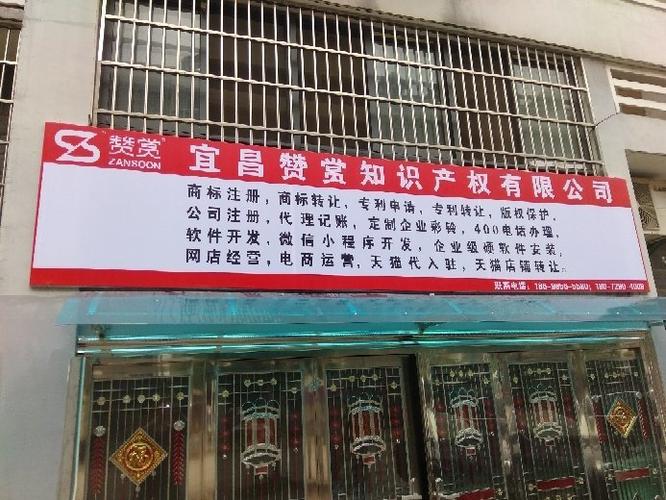 赞赏
ZANSOON
宜昌赞赏知识产权有限公司
商标注册，商标转让，专利申请，专利转让，版权保护，
公司注册，代理记账，定制企业彩铃，400电话办理，
软件开发，微信小程序开发，企业级硬软件安装，
网店经营，电商运营，天猫代入驻，天猫店铺转让。
联系电话：